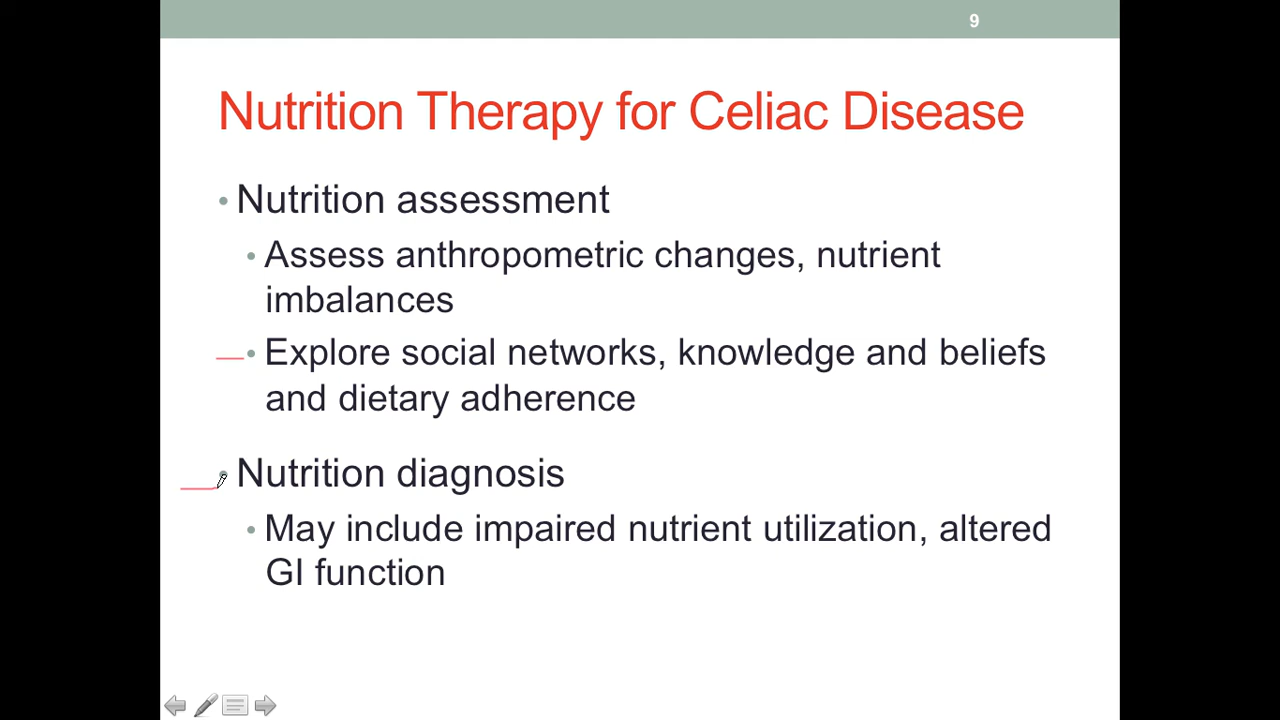 9
Nutrition Therapy for Celiac Disease
• Nutrition assessment
• Assess anthropometric changes, nutrient
imbalances
• Explore social networks, knowledge and beliefs
and dietary adherence
• Nutrition diagnosis
• May include impaired nutrient utilization, altered
GI function